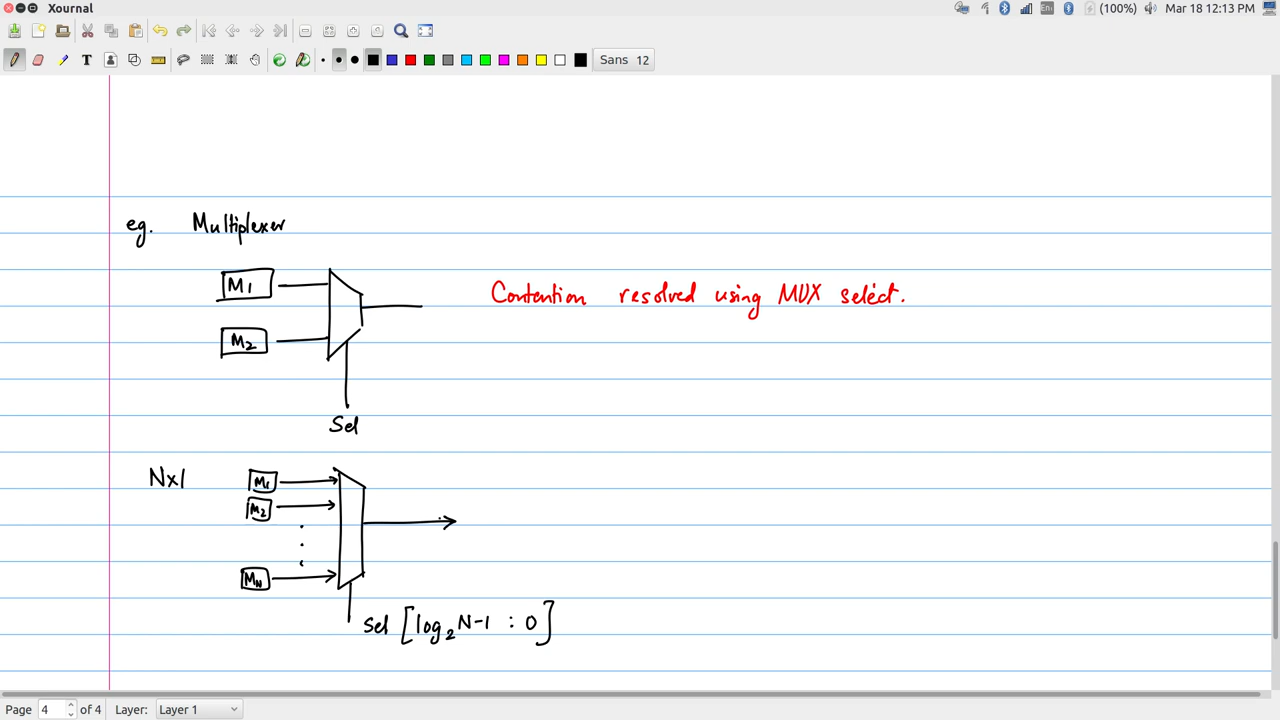 Xournal
(100%)
Mar 18 12:13 PM
Sans 12
eg. Multiplexer
M1
M2
Contention resolved using MUX select.
Sel
Nx1
M1
M2
MN
Sel [log2 N-1 : 0]
Page 4 of 4 Layer: Layer 1